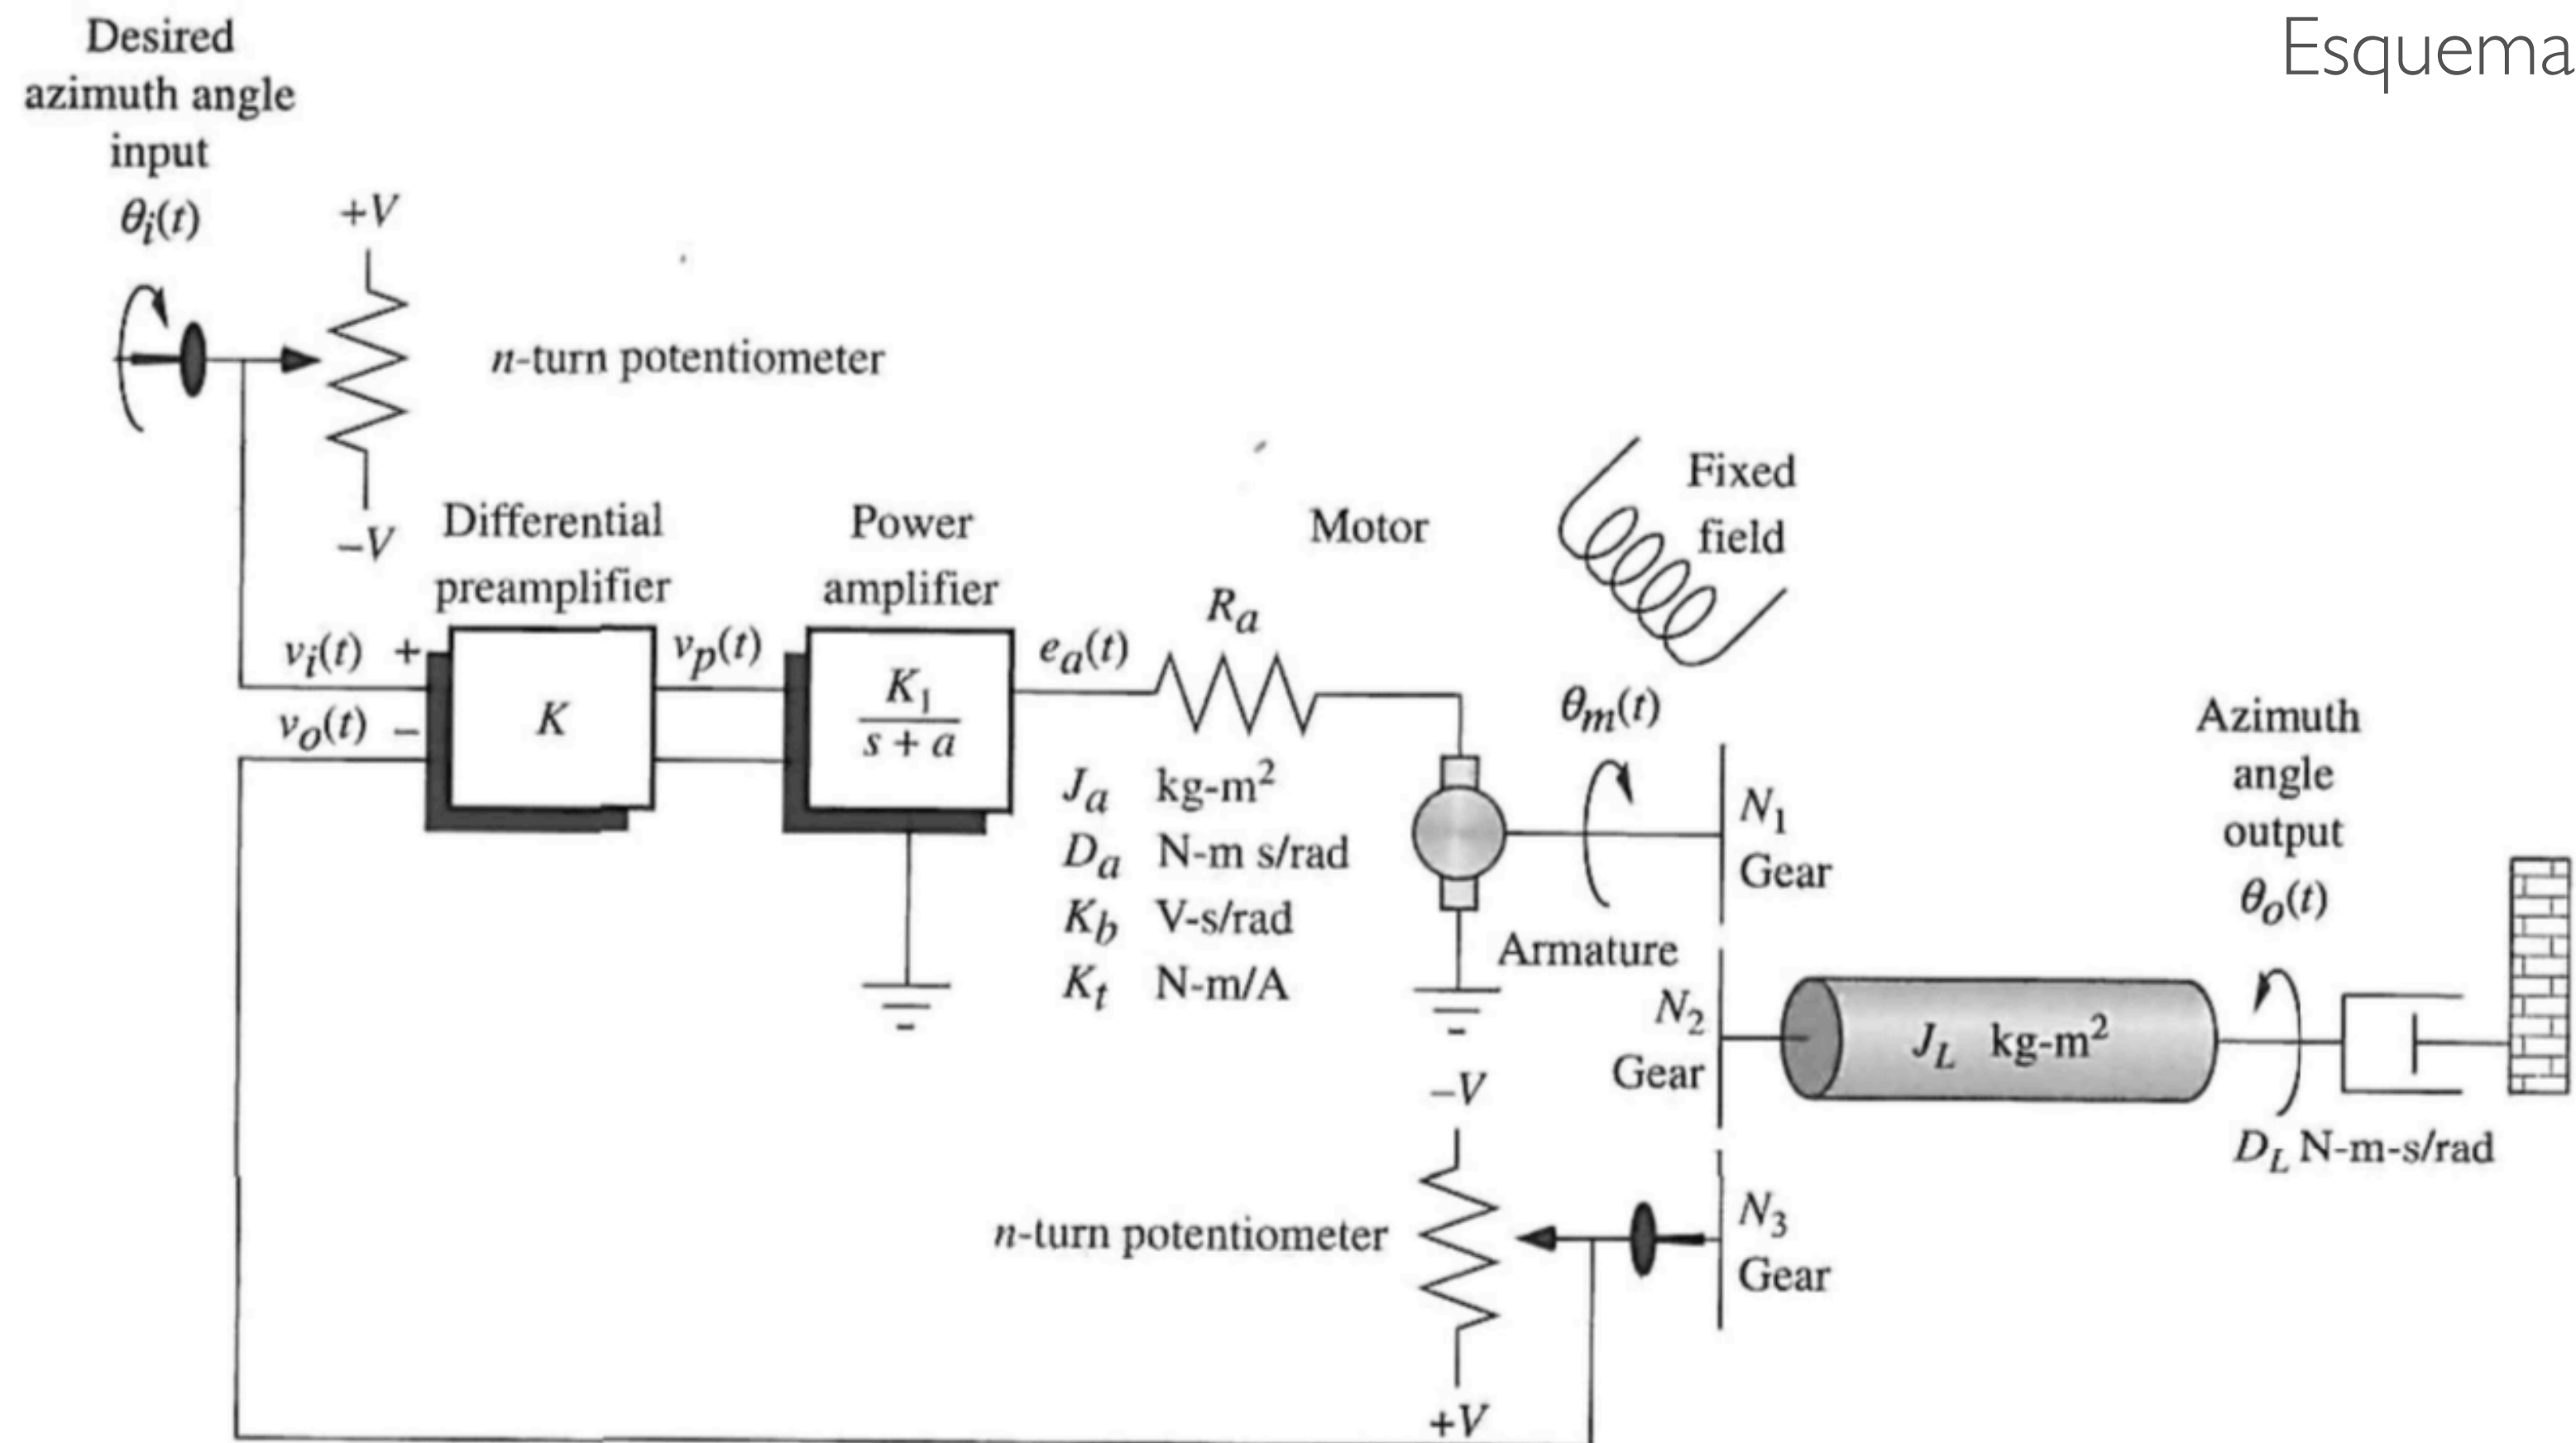 Esquema
Desired
azimuth angle
input
θi(t)
+V
n-turn potentiometer
−V
Differential
preamplifier
Power
amplifier
Motor
Fixed
field
vi(t) +
vo(t) −
K
vp(t)
K1
s + a
ea(t)
Ra
Ja kg-m²
Da N-m s/rad
Kb V-s/rad
Kt N-m/A
θm(t)
N1
Gear
Armature
N2
Gear
JL kg-m²
Azimuth
angle
output
θo(t)
DL N-m-s/rad
−V
n-turn potentiometer
N3
Gear
+V